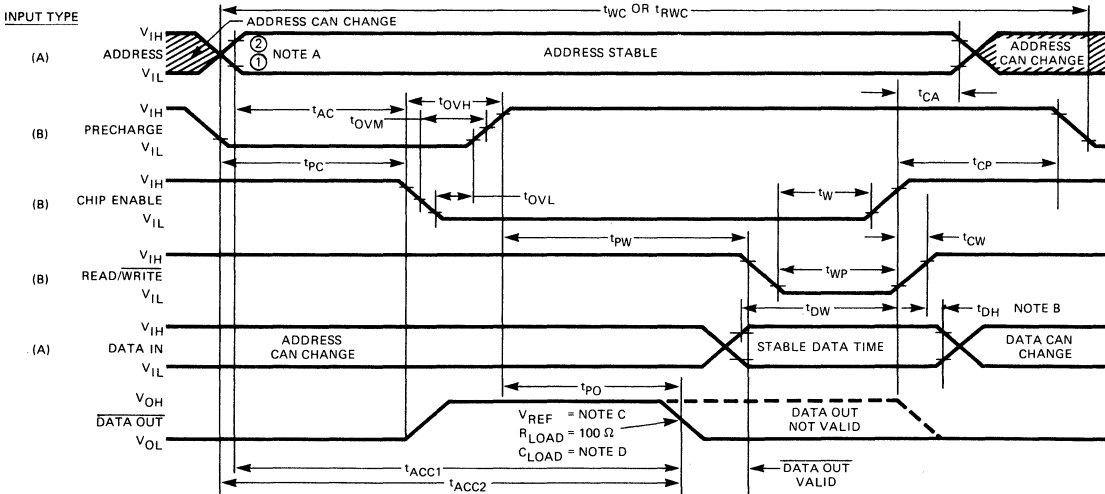 INPUT TYPE
tWC OR tRWC
ADDRESS CAN CHANGE
(A)
VIH
ADDRESS
VIL
② NOTE A
①
ADDRESS STABLE
ADDRESS
CAN CHANGE
tCA
tAC
tOVH
tOVM
(B)
VIH
PRECHARGE
VIL
tPC
tCP
(B)
VIH
CHIP ENABLE
VIL
tOVL
tW
tPW
tCW
(B)
VIH
READ/WRITE
VIL
tWP
tDW
tDH NOTE B
(A)
VIH
DATA IN
VIL
ADDRESS
CAN CHANGE
STABLE DATA TIME
DATA CAN
CHANGE
tPO
VOH
DATA OUT
VOL
VREF = NOTE C
RLOAD = 100 Ω
CLOAD = NOTE D
DATA OUT
NOT VALID
tACC1
tACC2
DATA OUT
VALID